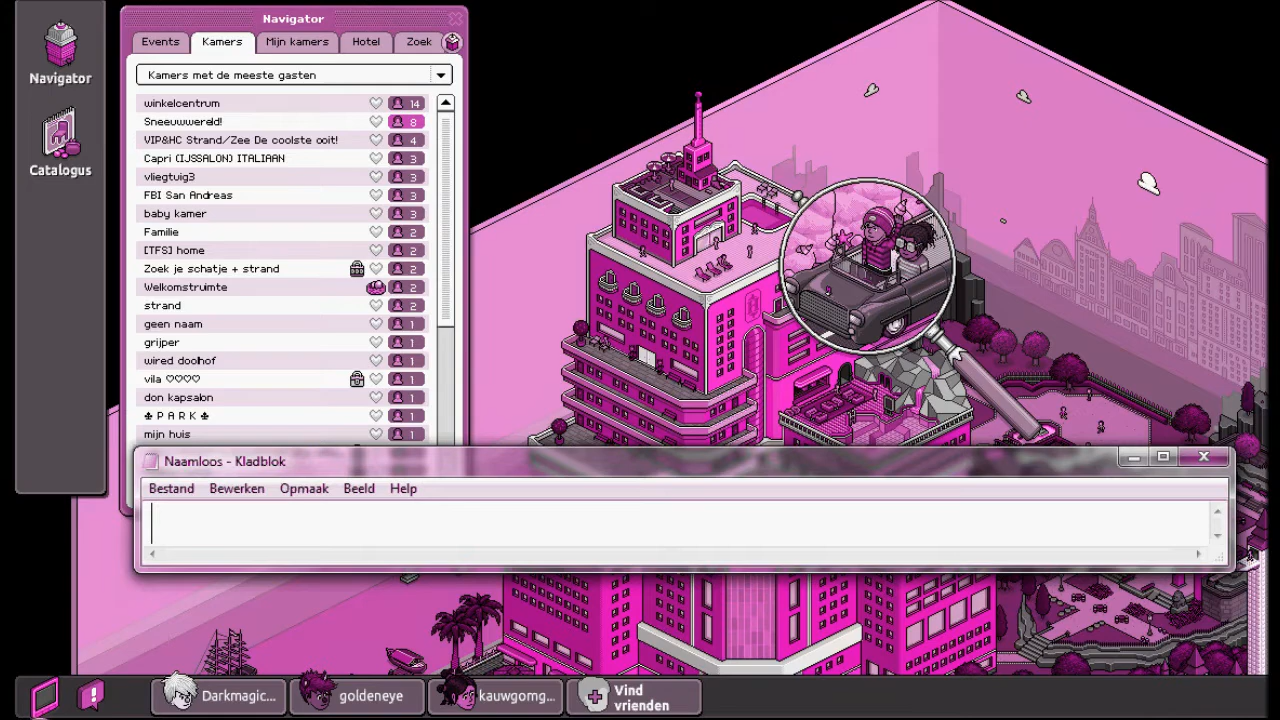 Navigator
Catalogus
Navigator
Events Kamers Mijn kamers Hotel Zoek
Kamers met de meeste gasten
winkelcentrum 14
Sneeuwwereld! 8
VIP&HC Strand/Zee De coolste ooit! 4
Capri (IJSSALON) ITALIAAN 3
vliegtuig3 3
FBI San Andreas 3
baby kamer 3
Familie 2
[TFS] home 2
Zoek je schatje + strand 2
Welkomstruimte 2
strand 2
geen naam 1
grijper 1
wired doolhof 1
vila ♡♡♡♡ 1
don kapsalon 1
♣ P A R K ♣ 1
mijn huis 1
Naamloos - Kladblok
Bestand Bewerken Opmaak Beeld Help
Darkmagic... goldeneye kauwgomg... Vind
vrienden